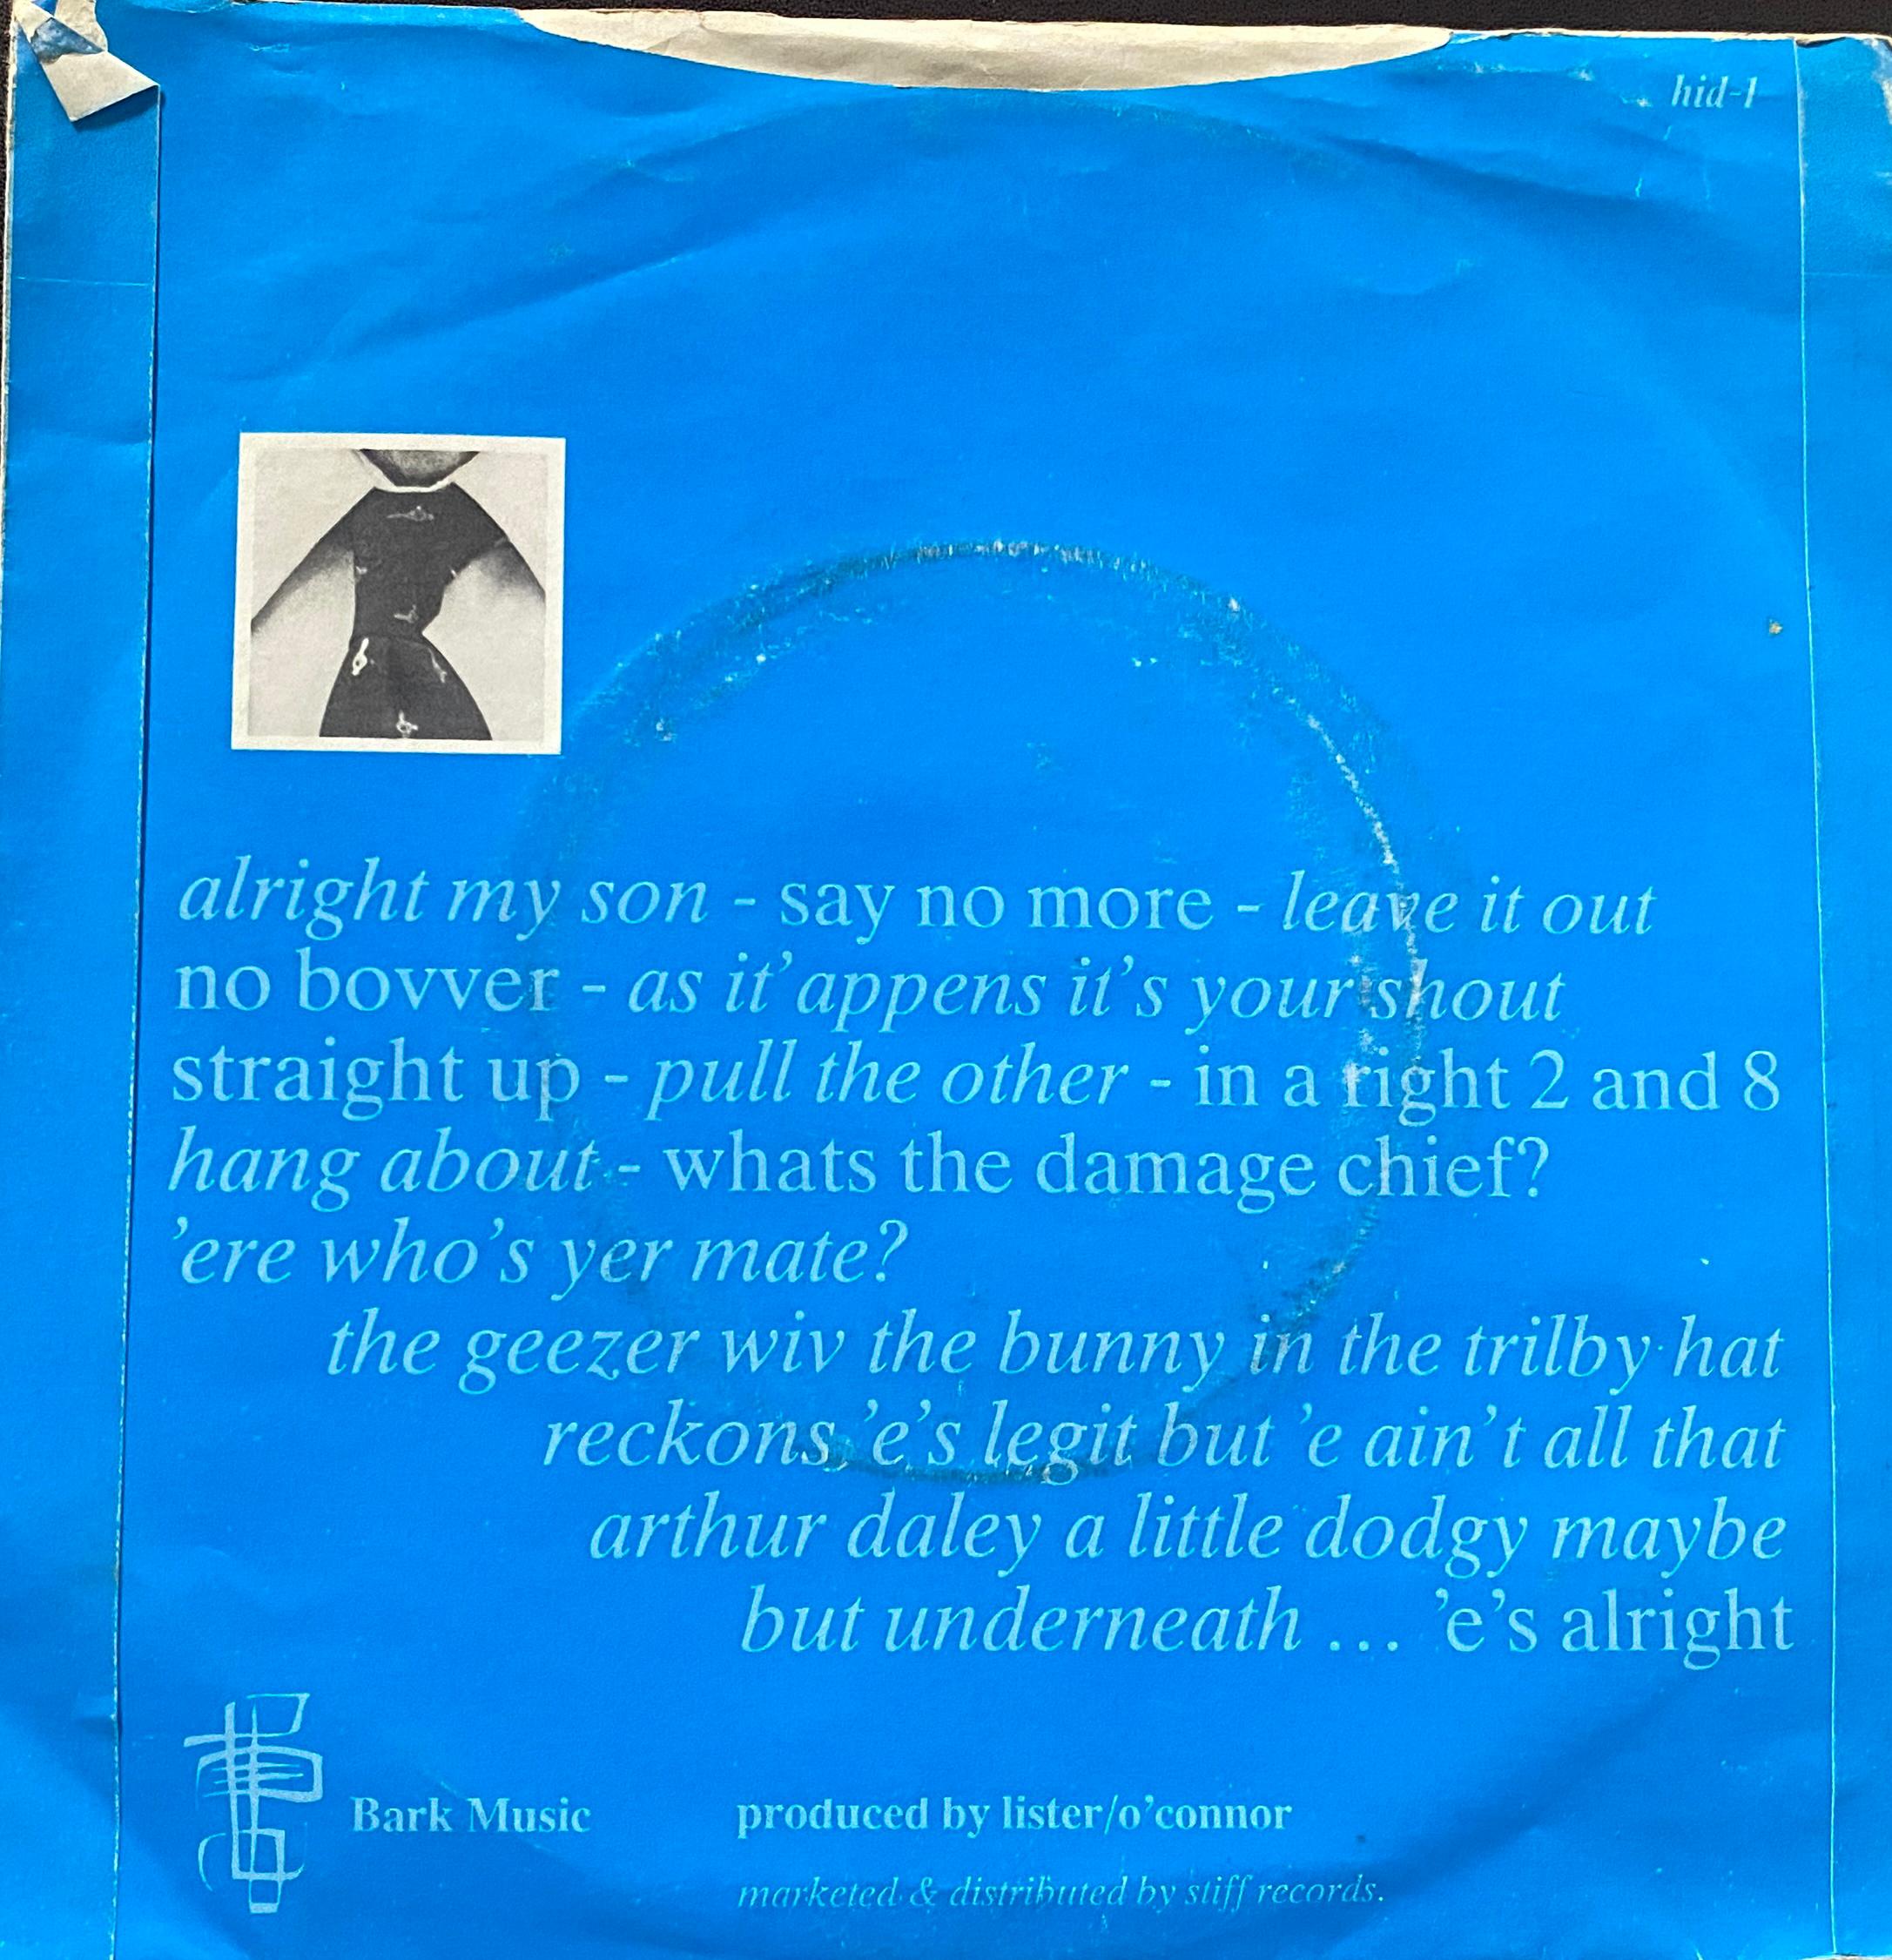 hid-1
alright my son - say no more - leave it out
no bovver - as it'appens it's your shout
straight up - pull the other - in a right 2 and 8
hang about - whats the damage chief?
'ere who's yer mate?
the geezer wiv the bunny in the trilby hat
reckons 'e's legit but 'e ain't all that
arthur daley a little dodgy maybe
but underneath ... 'e's alright
Bark Music
produced by lister/o'connor
marketed & distributed by stiff records.